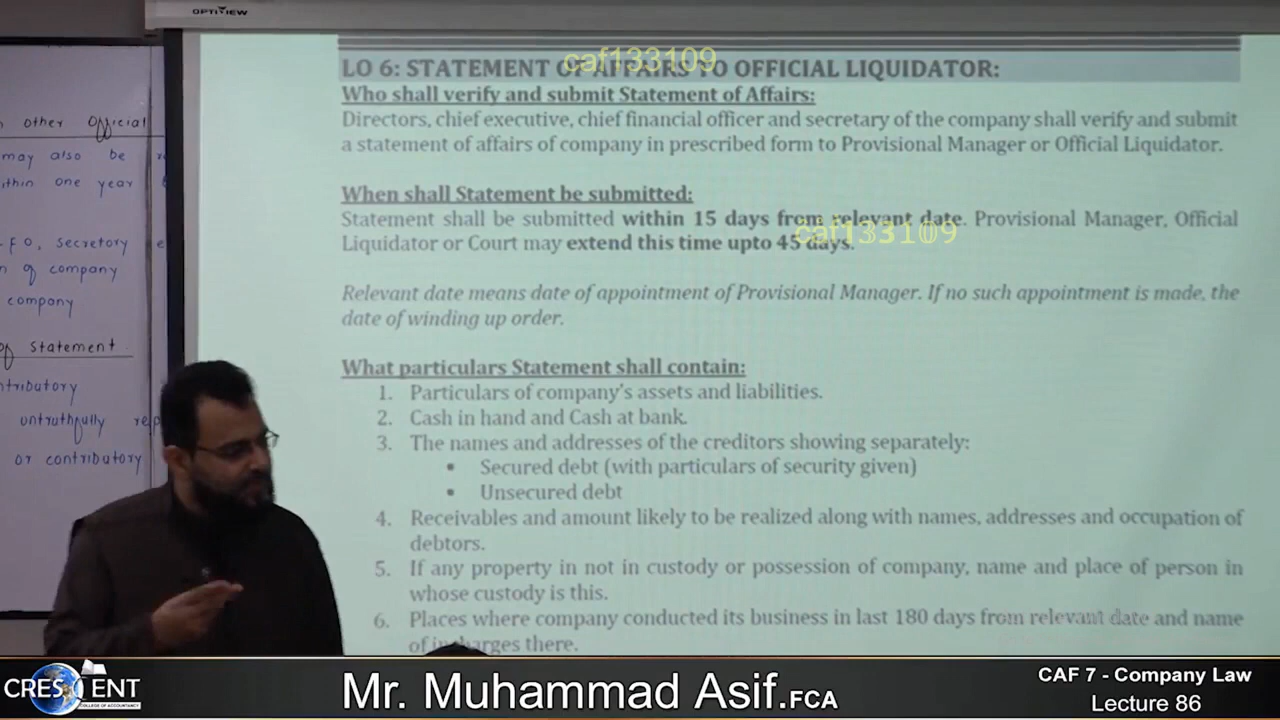 OPTIVIEW
caf133109
LO 6: STATEMENT OF AFFAIRS TO OFFICIAL LIQUIDATOR:
Who shall verify and submit Statement of Affairs:
Directors, chief executive, chief financial officer and secretary of the company shall verify and submit
a statement of affairs of company in prescribed form to Provisional Manager or Official Liquidator.
When shall Statement be submitted:
Statement shall be submitted within 15 days from relevant date. Provisional Manager, Official
caf133109
Liquidator or Court may extend this time upto 45 days.
Relevant date means date of appointment of Provisional Manager. If no such appointment is made, the
date of winding up order.
What particulars Statement shall contain:
1. Particulars of company's assets and liabilities.
2. Cash in hand and Cash at bank.
3. The names and addresses of the creditors showing separately:
▪ Secured debt (with particulars of security given)
▪ Unsecured debt
4. Receivables and amount likely to be realized along with names, addresses and occupation of
debtors.
5. If any property in not in custody or possession of company, name and place of person in
whose custody is this.
6. Places where company conducted its business in last 180 days from relevant date and name
of incharges there.
other Official
may also be
within one year
FO, secretary
of company
company
of Statement
contributory
untruthfully
or contributory
CRESCENT
COLLEGE OF ACCOUNTANCY
Mr. Muhammad Asif.FCA
CAF 7 - Company Law
Lecture 86